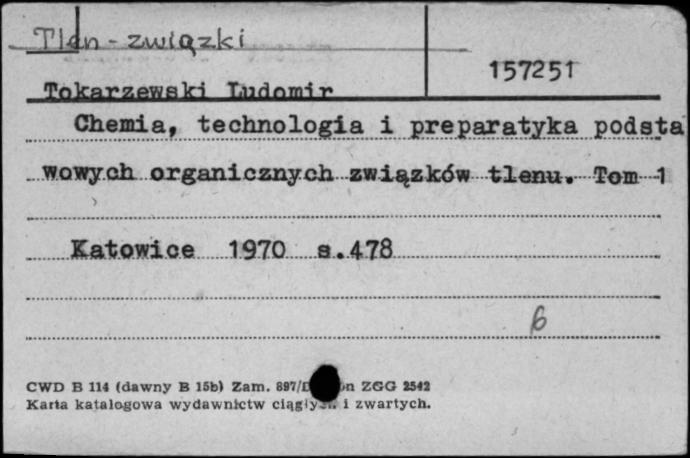 Tlen - związki
157251
Tokarzewski Ludomir
Chemia, technologia i preparatyka podsta
wowych organicznych związków tlenu. Tom 1
Katowice 1970 s.478
6
CWD B 114 (dawny B 15b) Zam. 897/ ZGG 2542
Karta katalogowa wydawnictw ciągłych i zwartych.